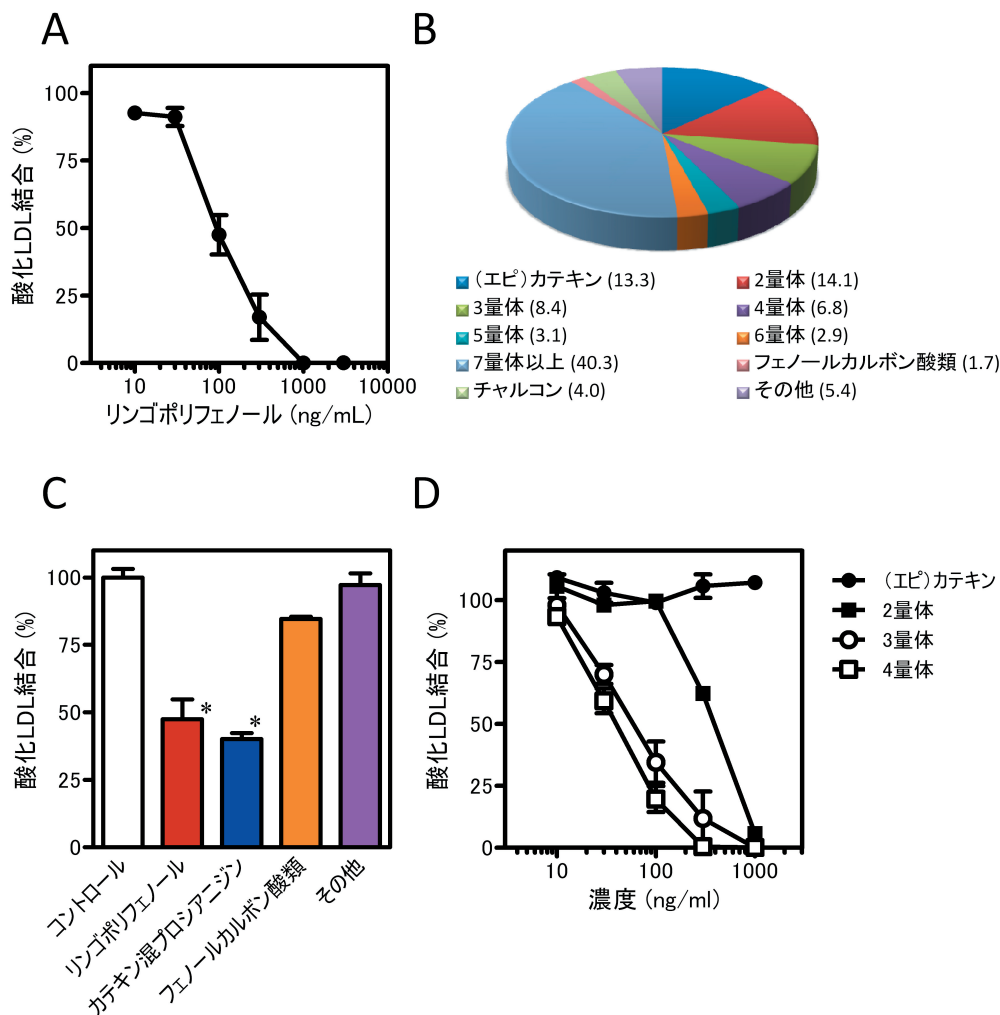 A
酸化LDL結合 (%)
100
75
50
25
0
10 100 1000 10000
リンゴポリフェノール (ng/mL)
B
(エピ)カテキン (13.3) 2量体 (14.1)
3量体 (8.4) 4量体 (6.8)
5量体 (3.1) 6量体 (2.9)
7量体以上 (40.3) フェノールカルボン酸類 (1.7)
チャルコン (4.0) その他 (5.4)
C
酸化LDL結合 (%)
100
75
50
25
0
* *
コントロール
リンゴポリフェノール
カテキン混プロシアニジン
フェノールカルボン酸類
その他
D
酸化LDL結合 (%)
100
75
50
25
0
10 100 1000
濃度 (ng/ml)
(エピ)カテキン
2量体
3量体
4量体